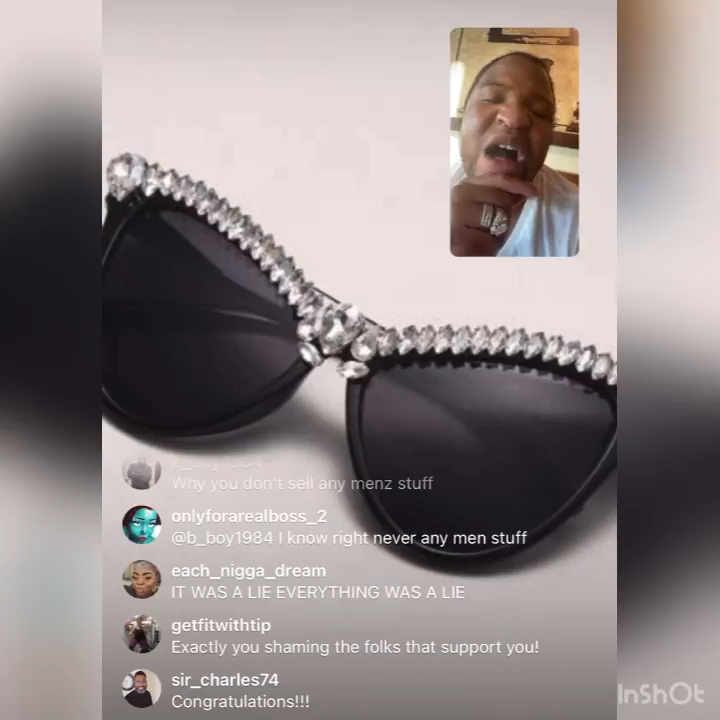 Why you don't sell any menz stuff
onlyforarealboss_2
@b_boy1984 I know right never any men stuff
each_nigga_dream
IT WAS A LIE EVERYTHING WAS A LIE
getfitwithtip
Exactly you shaming the folks that support you!
sir_charles74
Congratulations!!!
InShOt